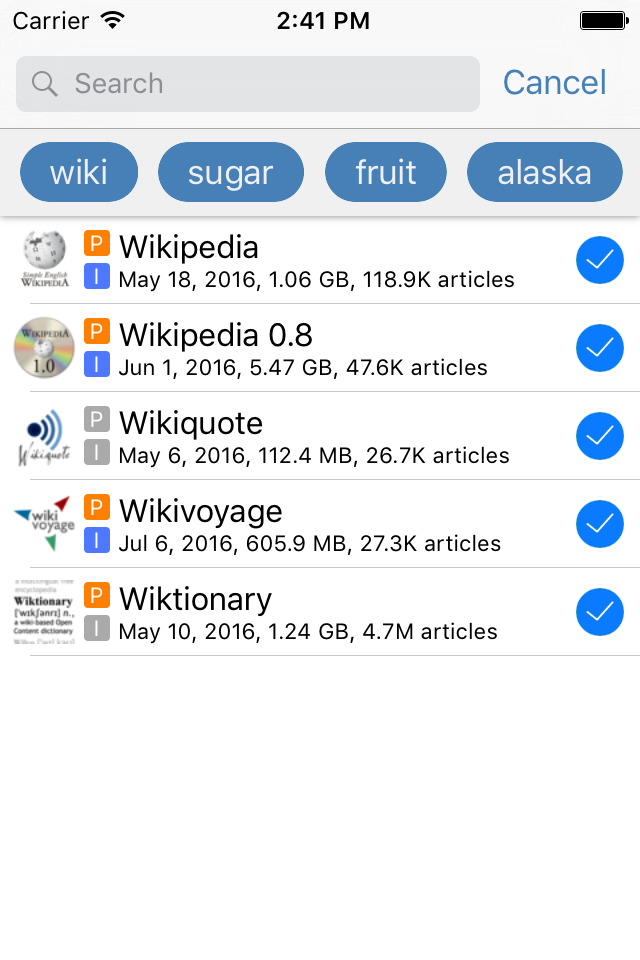 Carrier 2:41 PM
Search Cancel
wiki sugar fruit alaska
Simple English
WIKIPEDIA
P Wikipedia
I May 18, 2016, 1.06 GB, 118.9K articles
WIKIPEDIA
1.0
P Wikipedia 0.8
I Jun 1, 2016, 5.47 GB, 47.6K articles
Wikiquote
P Wikiquote
I May 6, 2016, 112.4 MB, 26.7K articles
wiki
voyage
P Wikivoyage
I Jul 6, 2016, 605.9 MB, 27.3K articles
a multilingual free
encyclopedia
Wiktionary
['wɪkʃənrɪ] n.,
a wiki-based Open
Content dictionary
P Wiktionary
I May 10, 2016, 1.24 GB, 4.7M articles